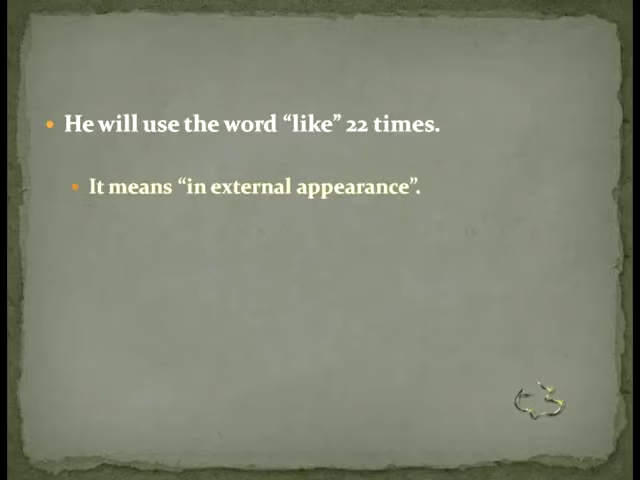 He will use the word “like” 22 times.
It means “in external appearance”.